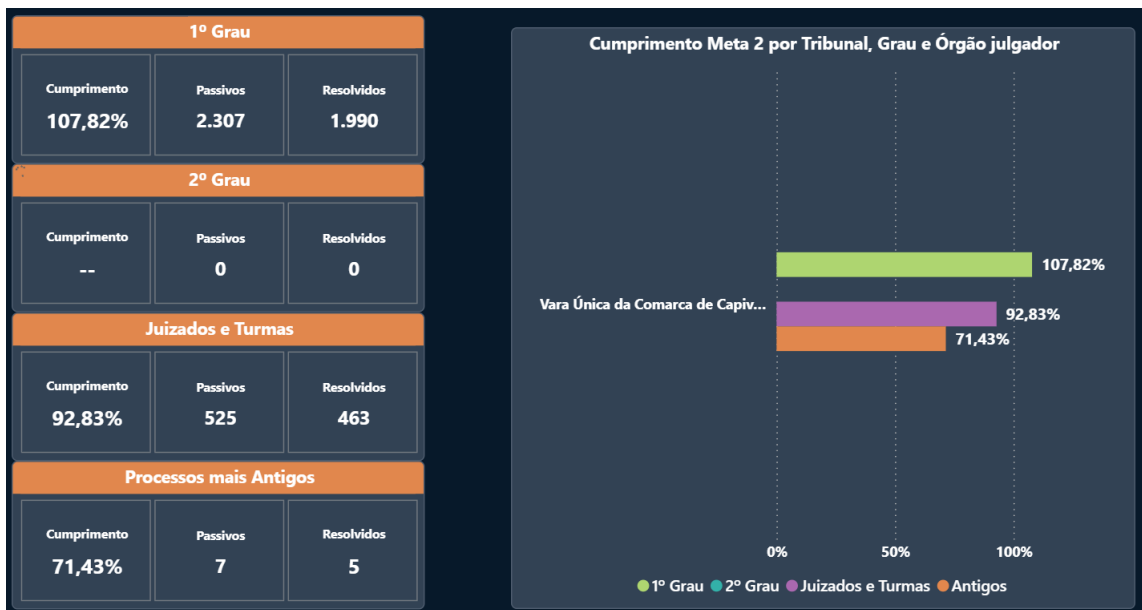 1º Grau
Cumprimento Passivos Resolvidos
107,82% 2.307 1.990
2º Grau
Cumprimento Passivos Resolvidos
-- 0 0
Juizados e Turmas
Cumprimento Passivos Resolvidos
92,83% 525 463
Processos mais Antigos
Cumprimento Passivos Resolvidos
71,43% 7 5
Cumprimento Meta 2 por Tribunal, Grau e Órgão julgador
107,82%
Vara Única da Comarca de Capiv...
92,83%
71,43%
0% 50% 100%
1º Grau 2º Grau Juizados e Turmas Antigos